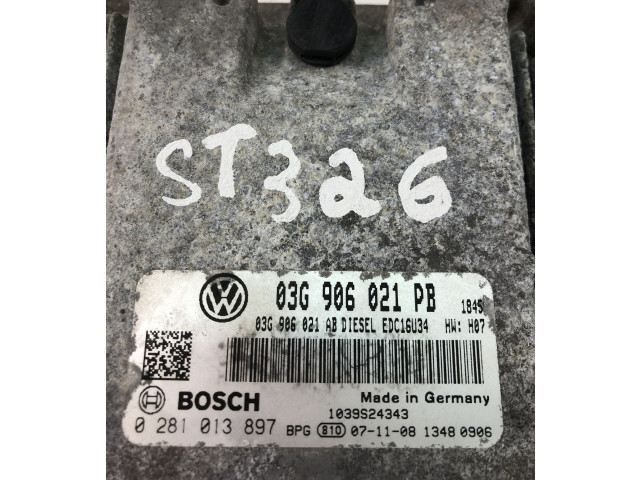 ST326
03G 906 021 PB 1845
03G 906 021 AB DIESEL EDC16U34 HW: H07
BOSCH Made in Germany
1039S24343
0 281 013 897 BPG 810 07-11-08 1348 0906